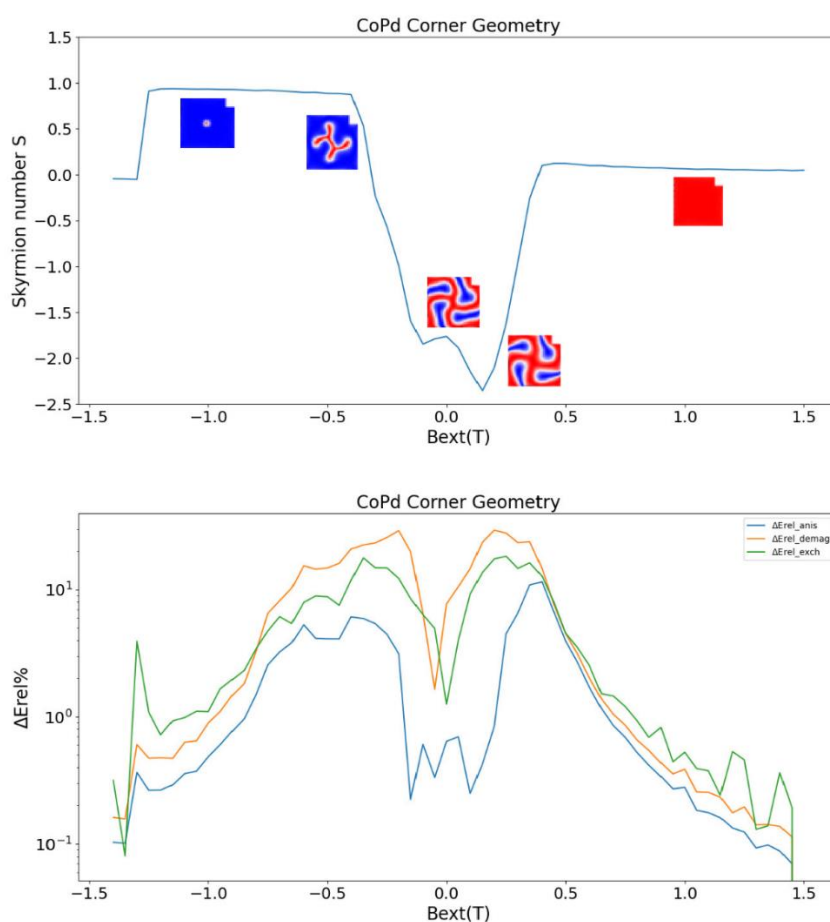 CoPd Corner Geometry
1.5
1.0
0.5
0.0
−0.5
−1.0
−1.5
−2.0
−2.5
Skyrmion number S
−1.5 −1.0 −0.5 0.0 0.5 1.0 1.5
Bext(T)
CoPd Corner Geometry
ΔErel_anis
ΔErel_demag
ΔErel_exch
10¹
10⁰
10⁻¹
ΔErel%
−1.5 −1.0 −0.5 0.0 0.5 1.0 1.5
Bext(T)